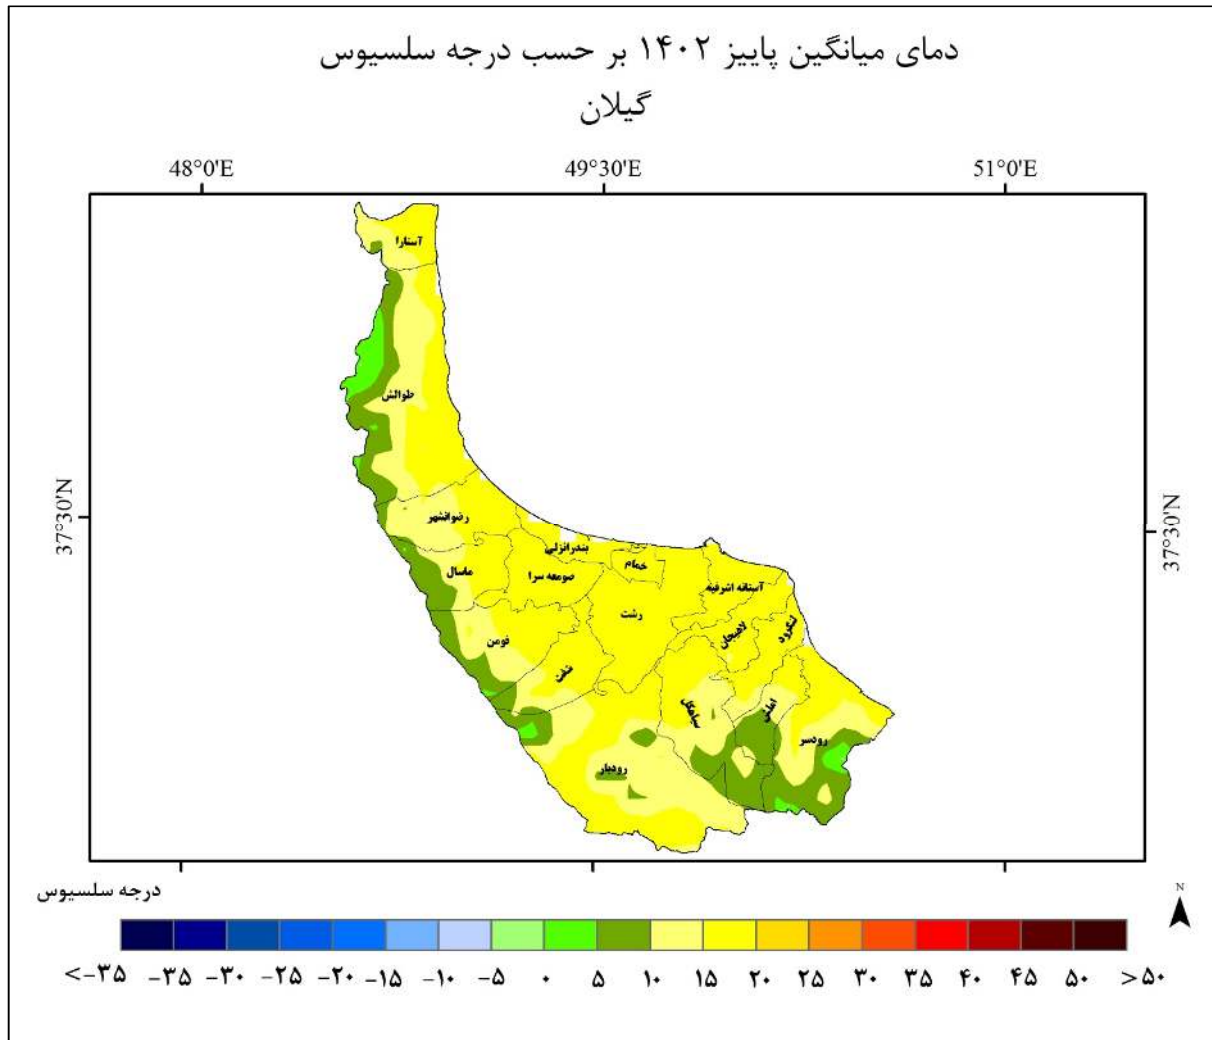 دمای میانگین پاییز ۱۴۰۲ بر حسب درجه سلسیوس
گیلان
48°0'E 49°30'E 51°0'E
آستارا
طوالش
37°30'N
37°30'N
رضوانشهر
بندرانزلی
خمام
ماسال
صومعه سرا
آستانه اشرفیه
رشت
لنگرود
لاهیجان
فومن
شفت
سیاهکل
املش
رودسر
رودبار
درجه سلسیوس
N
<-۳۵ -۳۵ -۳۰ -۲۵ -۲۰ -۱۵ -۱۰ -۵ ۰ ۵ ۱۰ ۱۵ ۲۰ ۲۵ ۳۰ ۳۵ ۴۰ ۴۵ ۵۰ >۵۰